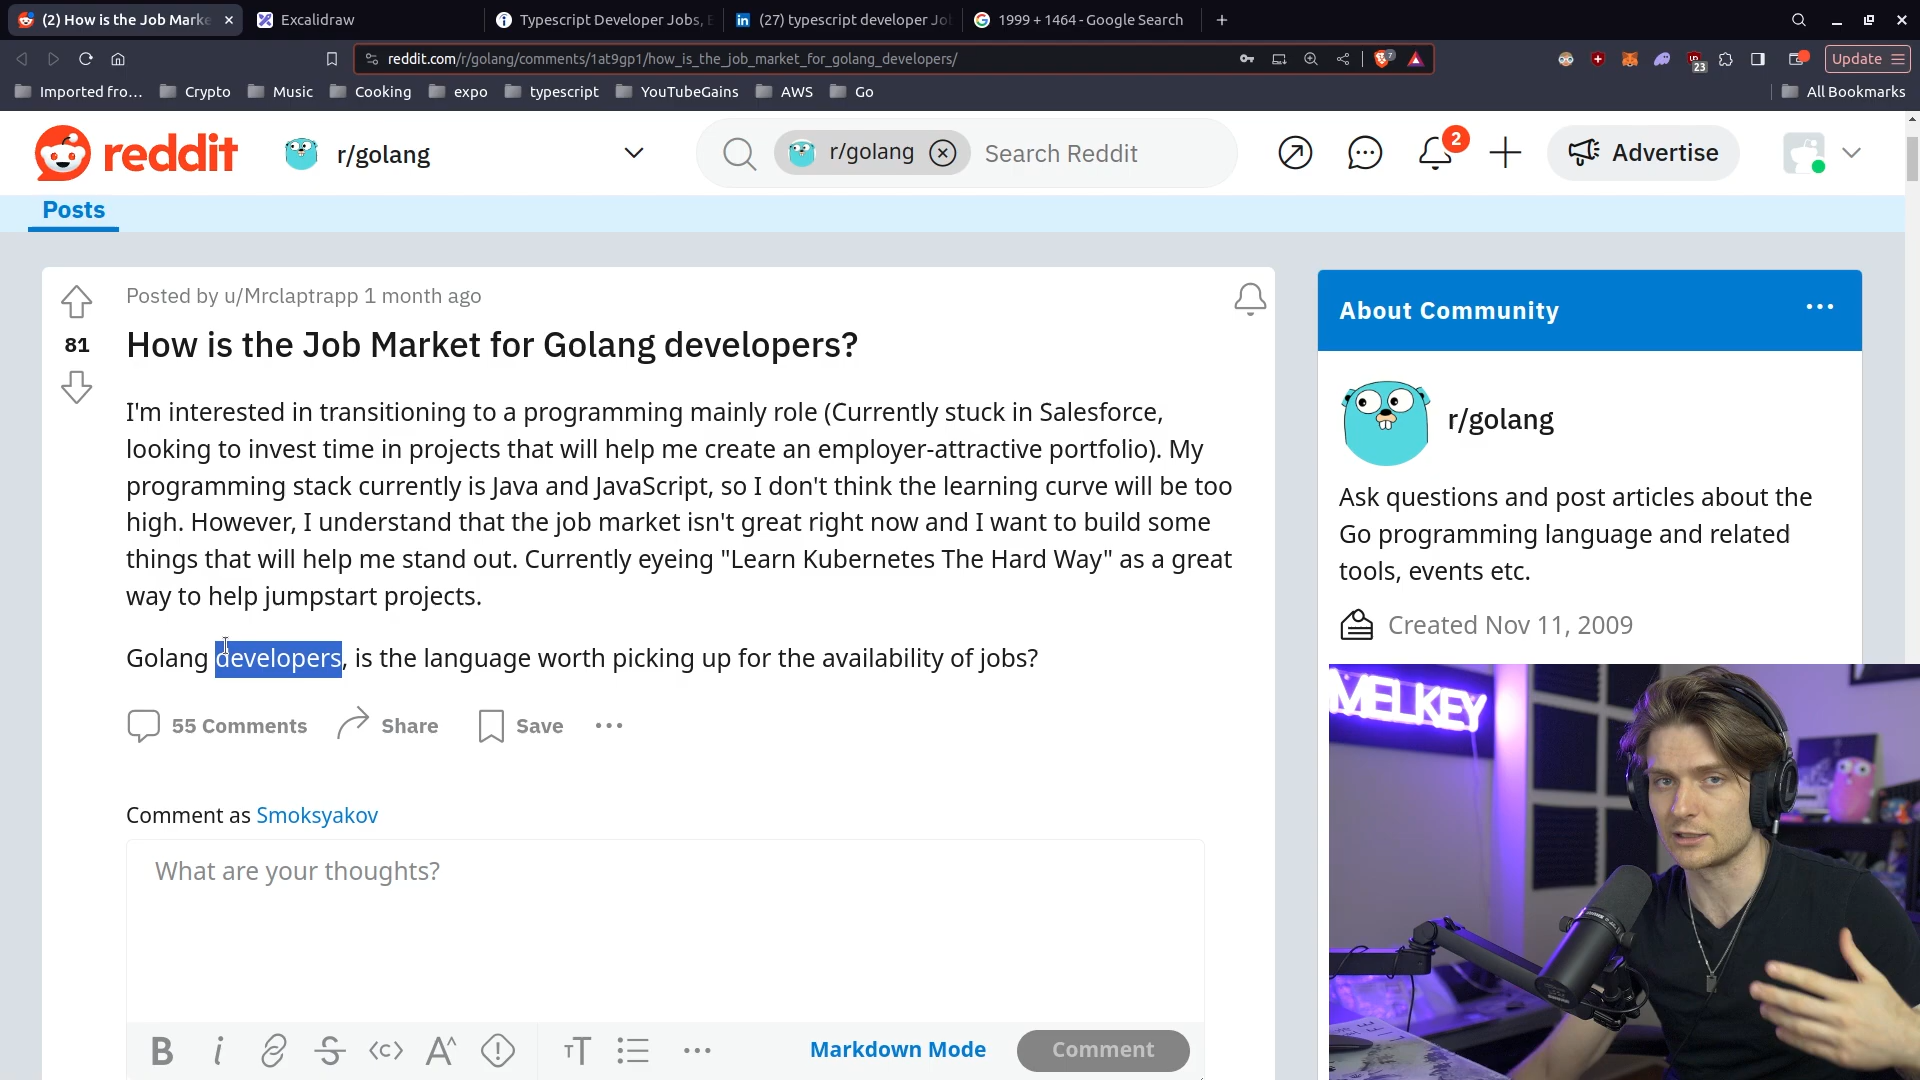 (2) How is the Job Marke
Excalidraw
Typescript Developer Jobs, E
(27) typescript developer Jo
1999 + 1464 - Google Search
reddit.com/r/golang/comments/1at9gp1/how_is_the_job_market_for_golang_developers/
7
23
Update
Imported fro...
Crypto
Music
Cooking
expo
typescript
YouTubeGains
AWS
Go
All Bookmarks
reddit
r/golang
r/golang
Search Reddit
2
Advertise
Posts
Posted by u/Mrclaptrapp 1 month ago
81
How is the Job Market for Golang developers?
I'm interested in transitioning to a programming mainly role (Currently stuck in Salesforce,
looking to invest time in projects that will help me create an employer-attractive portfolio). My
programming stack currently is Java and JavaScript, so I don't think the learning curve will be too
high. However, I understand that the job market isn't great right now and I want to build some
things that will help me stand out. Currently eyeing "Learn Kubernetes The Hard Way" as a great
way to help jumpstart projects.
Golang developers, is the language worth picking up for the availability of jobs?
55 Comments
Share
Save
Comment as Smoksyakov
What are your thoughts?
Markdown Mode
Comment
About Community
r/golang
Ask questions and post articles about the
Go programming language and related
tools, events etc.
Created Nov 11, 2009
MELKEY